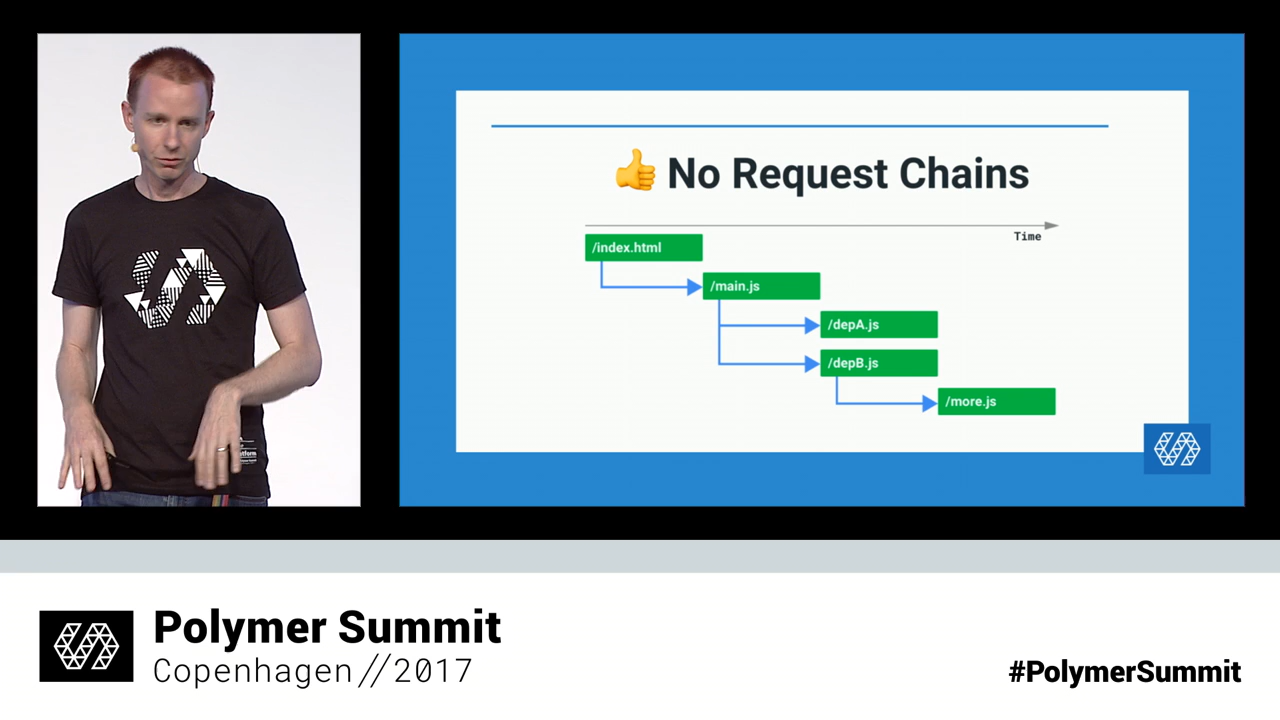 👍 No Request Chains
Time
/index.html
/main.js
/depA.js
/depB.js
/more.js
Polymer Summit
Copenhagen//2017
#PolymerSummit